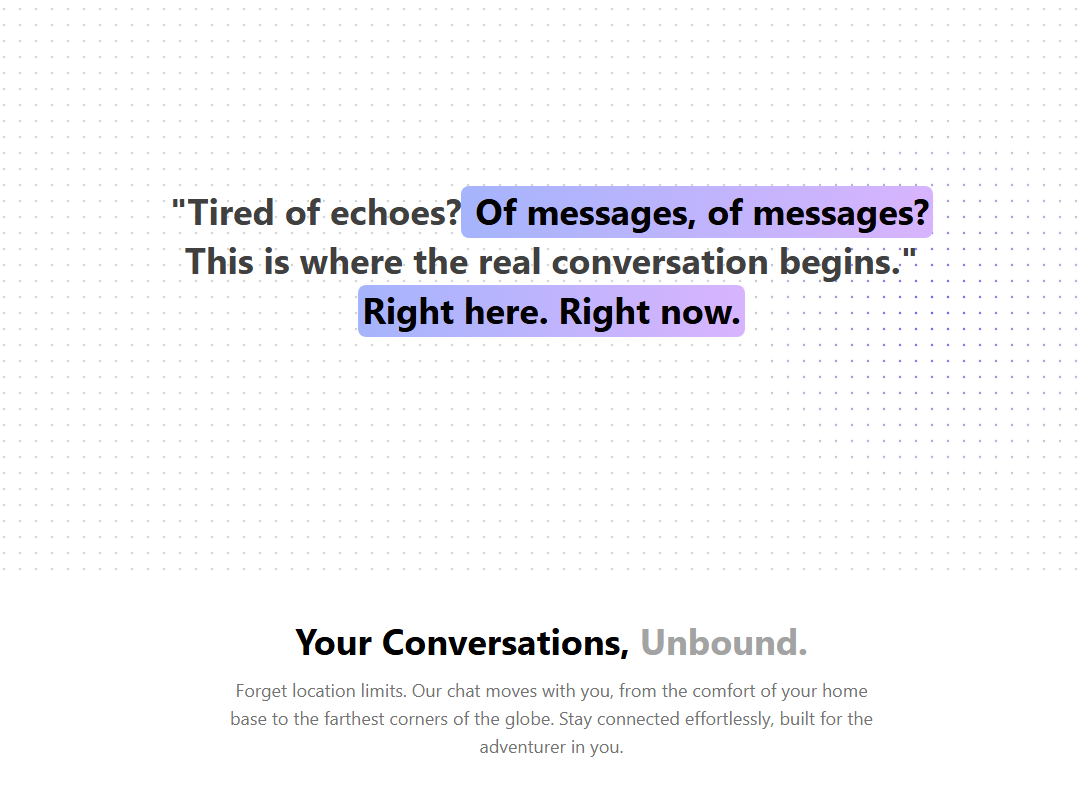 "Tired of echoes? Of messages, of messages?
This is where the real conversation begins."
Right here. Right now.
Your Conversations, Unbound.
Forget location limits. Our chat moves with you, from the comfort of your home
base to the farthest corners of the globe. Stay connected effortlessly, built for the
adventurer in you.